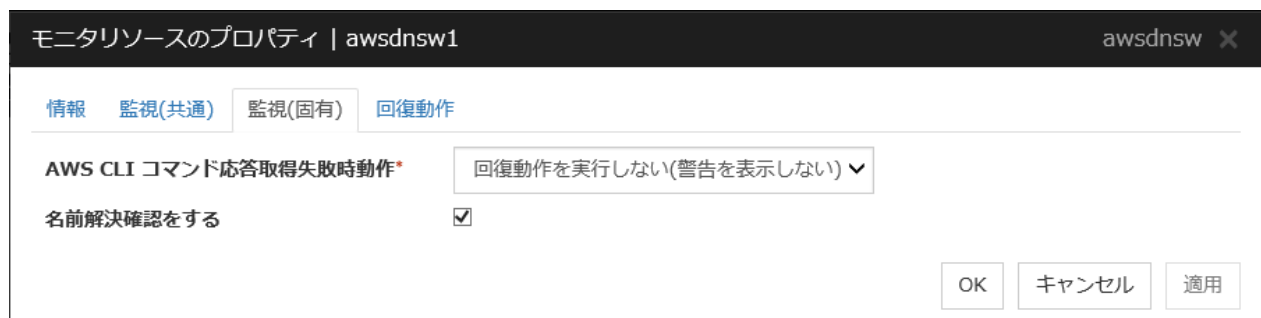 モニタリソースのプロパティ | awsdnsw1 awsdnsw ×
情報 監視(共通) 監視(固有) 回復動作
AWS CLI コマンド応答取得失敗時動作* 回復動作を実行しない(警告を表示しない)
名前解決確認をする
OK キャンセル 適用